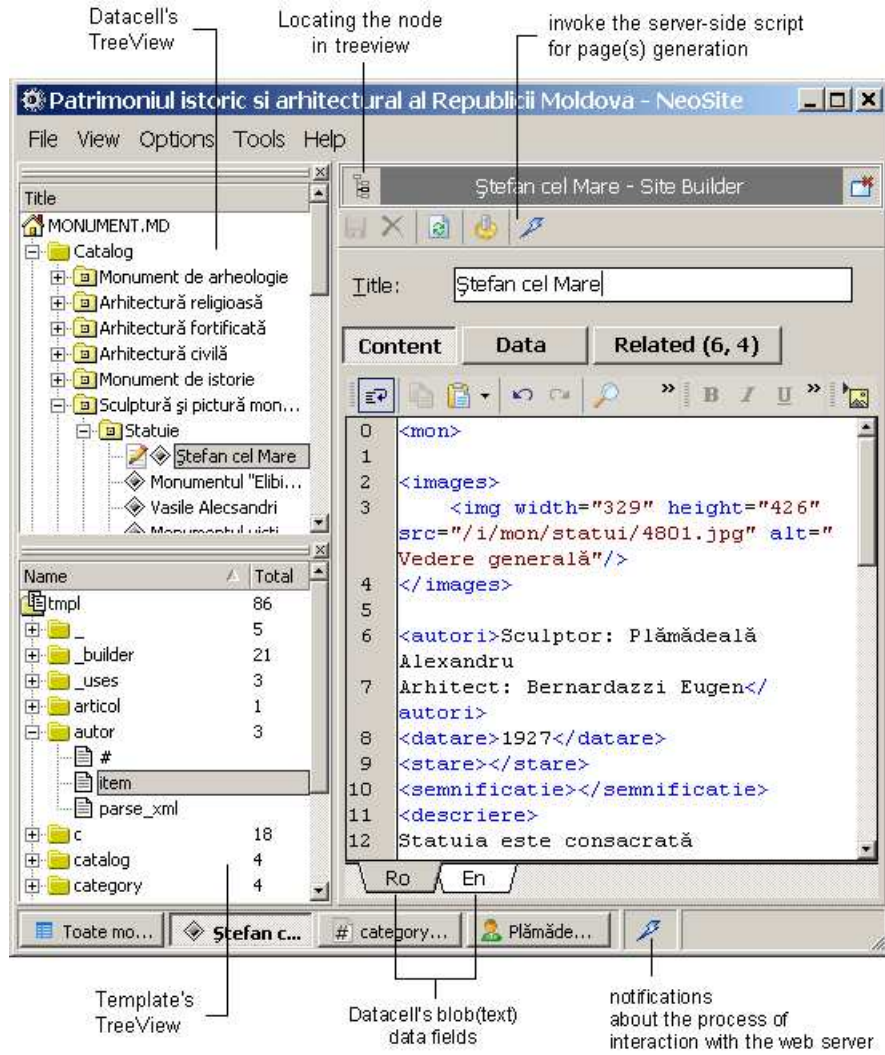 Datacell's
TreeView
Locating the node
in treeview
invoke the server-side script
for page(s) generation
Patrimoniul istoric si arhitectural al Republicii Moldova - NeoSite
File View Options Tools Help
Title
MONUMENT.MD
Catalog
Monument de arheologie
Arhitectură religioasă
Arhitectură fortificată
Arhitectură civilă
Monument de istorie
Sculptură şi pictură mon...
Statuie
Ştefan cel Mare
Monumentul "Elibi...
Vasile Alecsandri
Monumentul victi
Name Total
tmpl 86
_ 5
_builder 21
_uses 3
articol 1
autor 3
#
item
parse_xml
c 18
catalog 4
category 4
Ştefan cel Mare - Site Builder
Title: Ştefan cel Mare
Content Data Related (6, 4)
» B I U »
0 <mon>
1
2 <images>
3 <img width="329" height="426"
src="/i/mon/statui/4801.jpg" alt="
Vedere generală"/>
4 </images>
5
6 <autori>Sculptor: Plămădeală
Alexandru
7 Arhitect: Bernardazzi Eugen</
autori>
8 <datare>1927</datare>
9 <stare></stare>
10 <semnificatie></semnificatie>
11 <descriere>
12 Statuia este consacrată
Ro En
Toate mo... Ştefan c... # category... Plămăde...
Template's
TreeView
Datacell's blob(text)
data fields
notifications
about the process of
interaction with the web server